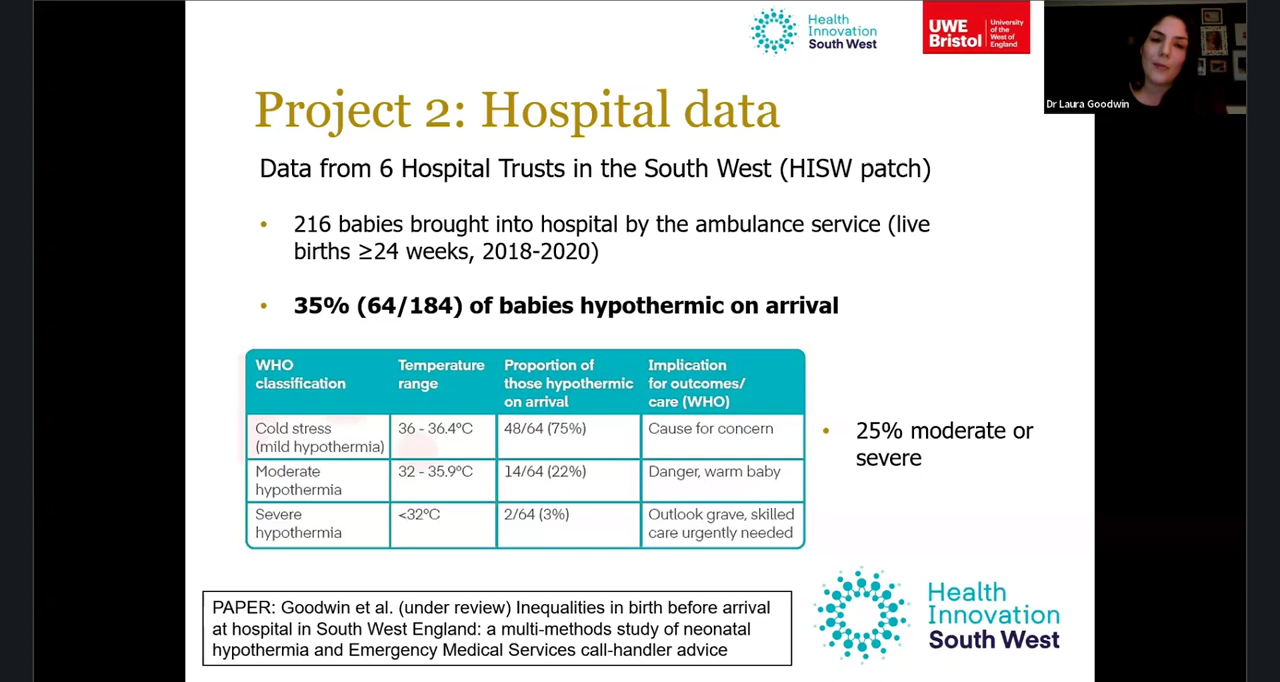 Health
Innovation
South West
UWE
Bristol
University
of the
West of
England
Dr Laura Goodwin
Project 2: Hospital data
Data from 6 Hospital Trusts in the South West (HISW patch)
• 216 babies brought into hospital by the ambulance service (live
births ≥24 weeks, 2018-2020)
• 35% (64/184) of babies hypothermic on arrival
WHO
classification
Temperature
range
Proportion of
those hypothermic
on arrival
Implication
for outcomes/
care (WHO)
Cold stress
(mild hypothermia)
36 - 36.4ºC
48/64 (75%)
Cause for concern
Moderate
hypothermia
32 - 35.9ºC
14/64 (22%)
Danger, warm baby
Severe
hypothermia
<32ºC
2/64 (3%)
Outlook grave, skilled
care urgently needed
• 25% moderate or
severe
PAPER: Goodwin et al. (under review) Inequalities in birth before arrival
at hospital in South West England: a multi-methods study of neonatal
hypothermia and Emergency Medical Services call-handler advice
Health
Innovation
South West